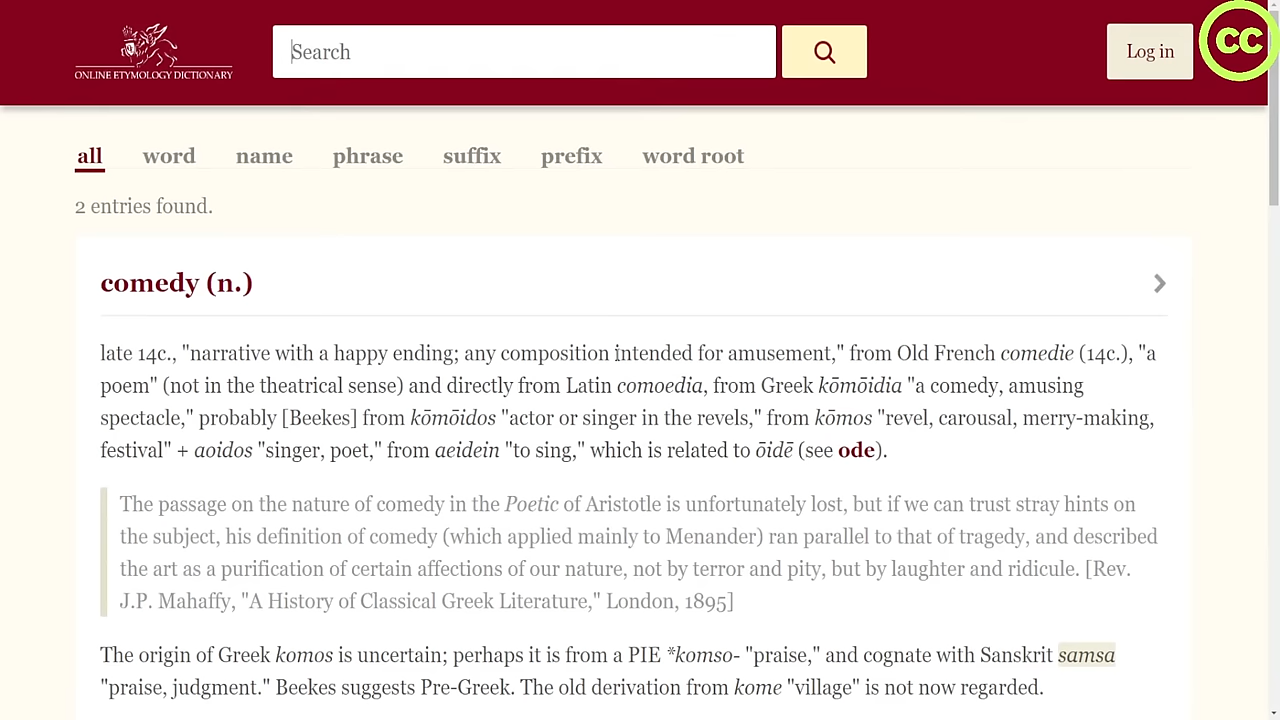 ONLINE ETYMOLOGY DICTIONARY
Search
Log in
CC
all word name phrase suffix prefix word root
2 entries found.
comedy (n.)
late 14c., "narrative with a happy ending; any composition intended for amusement," from Old French comedie (14c.), "a
poem" (not in the theatrical sense) and directly from Latin comoedia, from Greek kōmōidia "a comedy, amusing
spectacle," probably [Beekes] from kōmōidos "actor or singer in the revels," from kōmos "revel, carousal, merry-making,
festival" + aoidos "singer, poet," from aeidein "to sing," which is related to ōidē (see ode).
The passage on the nature of comedy in the Poetic of Aristotle is unfortunately lost, but if we can trust stray hints on
the subject, his definition of comedy (which applied mainly to Menander) ran parallel to that of tragedy, and described
the art as a purification of certain affections of our nature, not by terror and pity, but by laughter and ridicule. [Rev.
J.P. Mahaffy, "A History of Classical Greek Literature," London, 1895]
The origin of Greek komos is uncertain; perhaps it is from a PIE *komso- "praise," and cognate with Sanskrit samsa
"praise, judgment." Beekes suggests Pre-Greek. The old derivation from kome "village" is not now regarded.